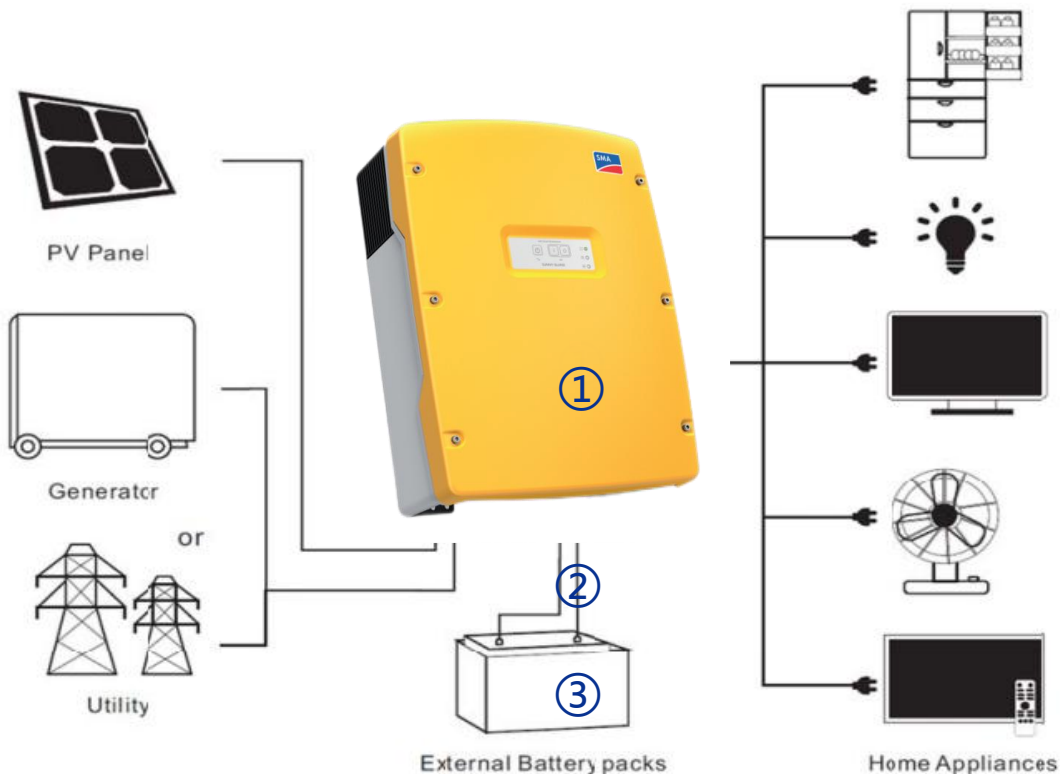 SMA
PV Panel
①
Generator
or
②
Utility
③
External Battery packs
Home Appliances